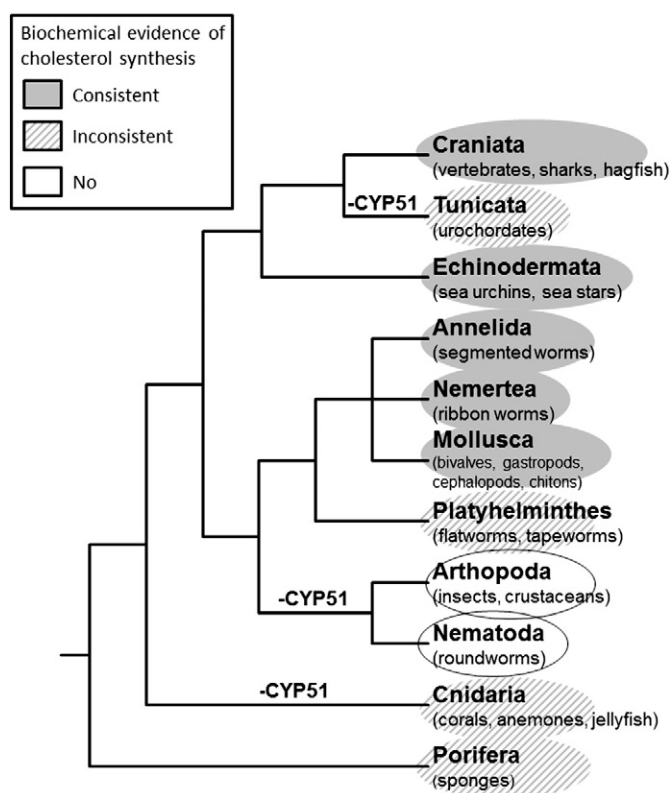 Biochemical evidence of
cholesterol synthesis
Consistent
Inconsistent
No
Craniata
(vertebrates, sharks, hagfish)
-CYP51
Tunicata
(urochordates)
Echinodermata
(sea urchins, sea stars)
Annelida
(segmented worms)
Nemertea
(ribbon worms)
Mollusca
(bivalves, gastropods,
cephalopods, chitons)
Platyhelminthes
(flatworms, tapeworms)
-CYP51
Arthopoda
(insects, crustaceans)
Nematoda
(roundworms)
-CYP51
Cnidaria
(corals, anemones, jellyfish)
Porifera
(sponges)